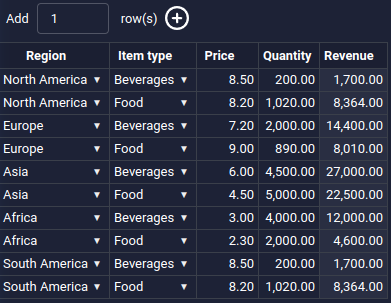 Add 1 row(s)
Region Item type Price Quantity Revenue
North America Beverages 8.50 200.00 1,700.00
North America Food 8.20 1,020.00 8,364.00
Europe Beverages 7.20 2,000.00 14,400.00
Europe Food 9.00 890.00 8,010.00
Asia Beverages 6.00 4,500.00 27,000.00
Asia Food 4.50 5,000.00 22,500.00
Africa Beverages 3.00 4,000.00 12,000.00
Africa Food 2.30 2,000.00 4,600.00
South America Beverages 8.50 200.00 1,700.00
South America Food 8.20 1,020.00 8,364.00